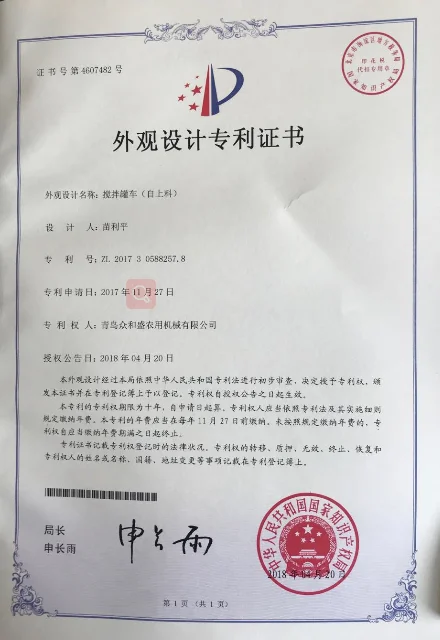 证书号第4607482号
外观设计专利证书
外观设计名称：搅拌罐车（自上料）
设 计 人：苗利平
专 利 号：ZL 2017 3 0588257.8
专利申请日：2017年11月27日
专 利 权 人：青岛众和盛农用机械有限公司
授权公告日：2018年04月20日
本外观设计经过本局依照中华人民共和国专利法进行初步审查，决定授予专利权，颁
发本证书并在专利登记簿上予以登记。专利权自授权公告之日起生效。
本专利的专利权期限为十年，自申请日起算。专利权人应当依照专利法及其实施细则
规定缴纳年费。本专利的年费应当在每年11月27日前缴纳。未按照规定缴纳年费的，专
利权自应当缴纳年费期满之日起终止。
专利证书记载专利权登记时的法律状况。专利权的转移、质押、无效、终止、恢复和
专利权人的姓名或名称、国籍、地址变更等事项记载在专利登记簿上。
局长
申长雨
申长雨
中华人民共和国国家知识产权局
2018年04月20日
第1页（共1页）